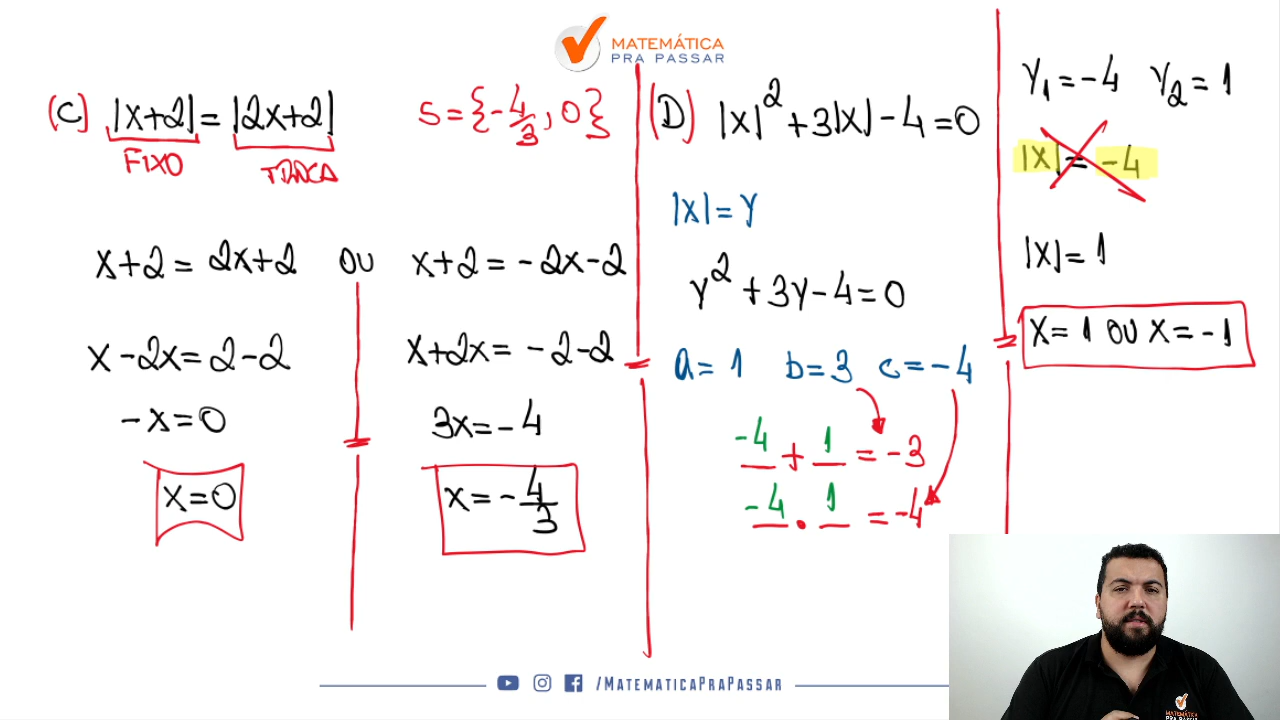 MATEMÁTICA
PRA PASSAR
(C) |X+2| = |2X+2|
FIXO TROCA
S = {-4/3, 0}
X+2 = 2X+2 OU X+2 = -2X-2
X-2X = 2-2
-X = 0
X = 0
X+2X = -2-2
3X = -4
X = -4/3
(D) |X|² + 3|X| - 4 = 0
|X| = Y
Y² + 3Y - 4 = 0
a = 1 b = 3 c = -4
-4 + 1 = -3
-4 . 1 = -4
Y₁ = -4 Y₂ = 1
|X| = -4
|X| = 1
X = 1 OU X = -1
/MATEMATICAPRAPASSAR
MATEMÁTICA
PRA PASSAR